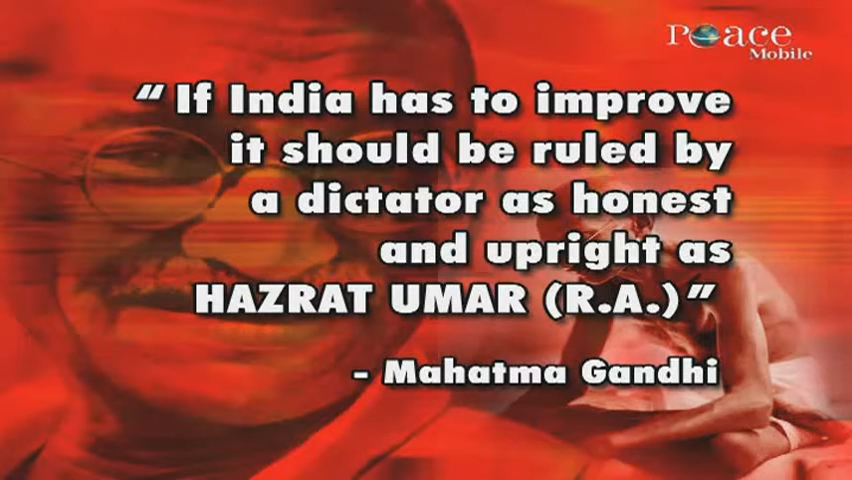 Peace
Mobile
“ If India has to improve
it should be ruled by
a dictator as honest
and upright as
HAZRAT UMAR (R.A.)”
- Mahatma Gandhi